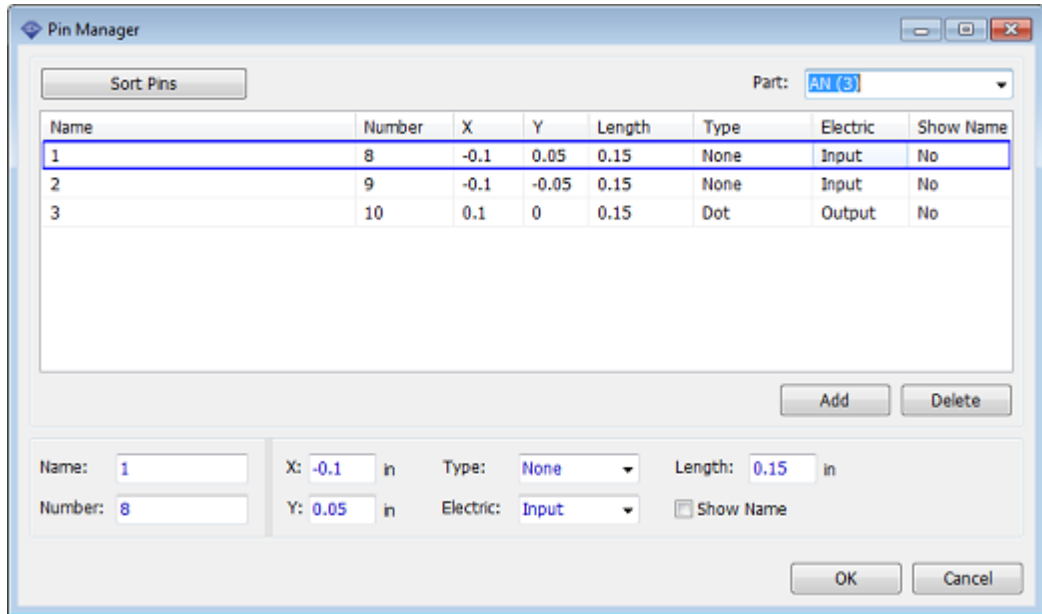 Pin Manager
Sort Pins Part: AN (3)
Name Number X Y Length Type Electric Show Name
1 8 -0.1 0.05 0.15 None Input No
2 9 -0.1 -0.05 0.15 None Input No
3 10 0.1 0 0.15 Dot Output No
Add Delete
Name: 1 X: -0.1 in Type: None Length: 0.15 in
Number: 8 Y: 0.05 in Electric: Input Show Name
OK Cancel